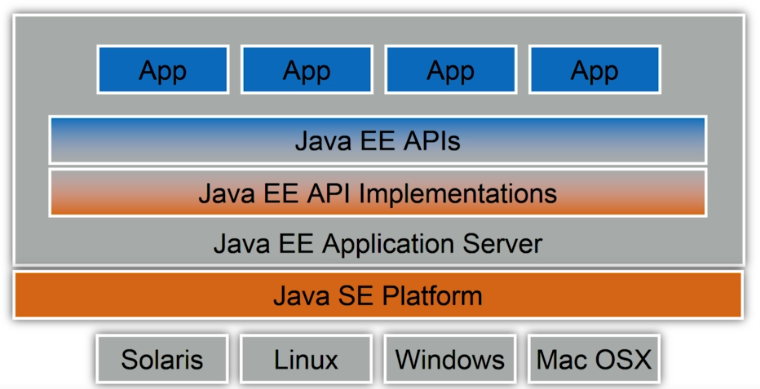 App App App App
Java EE APIs
Java EE API Implementations
Java EE Application Server
Java SE Platform
Solaris Linux Windows Mac OSX